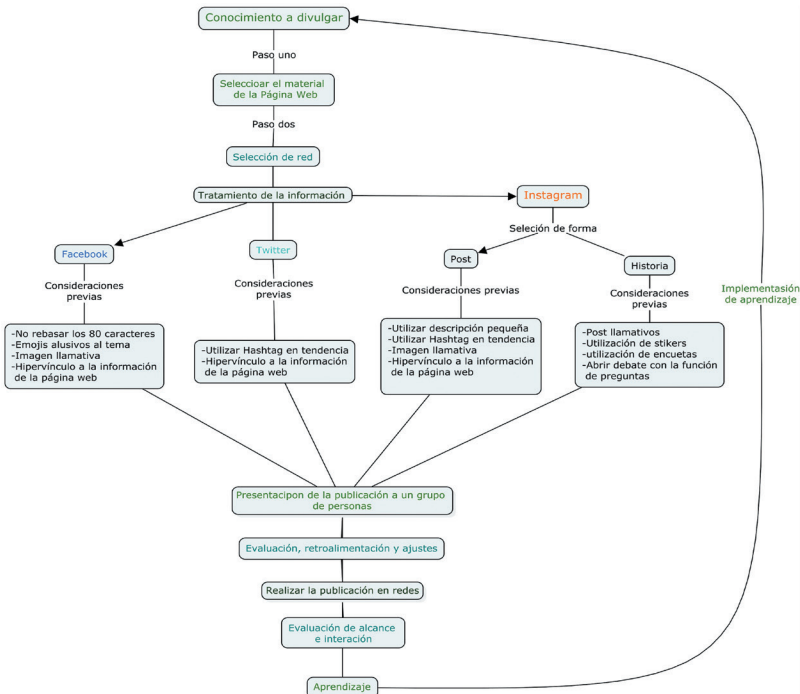 Conocimiento a divulgar
Paso uno
Seleccioar el material
de la Página Web
Paso dos
Selección de red
Tratamiento de la información
Instagram
Seleción de forma
Facebook
Twitter
Post
Historia
Consideraciones
previas
Consideraciones
previas
Consideraciones previas
Consideraciones
previas
Implementasión
de aprendizaje
-No rebasar los 80 caracteres
-Emojis alusivos al tema
-Imagen llamativa
-Hipervínculo a la información
de la página web
-Utilizar Hashtag en tendencia
-Hipervínculo a la información
de la página web
-Utilizar descripción pequeña
-Utilizar Hashtag en tendencia
-Imagen llamativa
-Hipervínculo a la información
de la página web
-Post llamativos
-Utilización de stikers
-utilización de encuetas
-Abrir debate con la función
de preguntas
Presentacipon de la publicación a un grupo
de personas
Evaluación, retroalimentación y ajustes
Realizar la publicación en redes
Evaluación de alcance
e interación
Aprendizaje